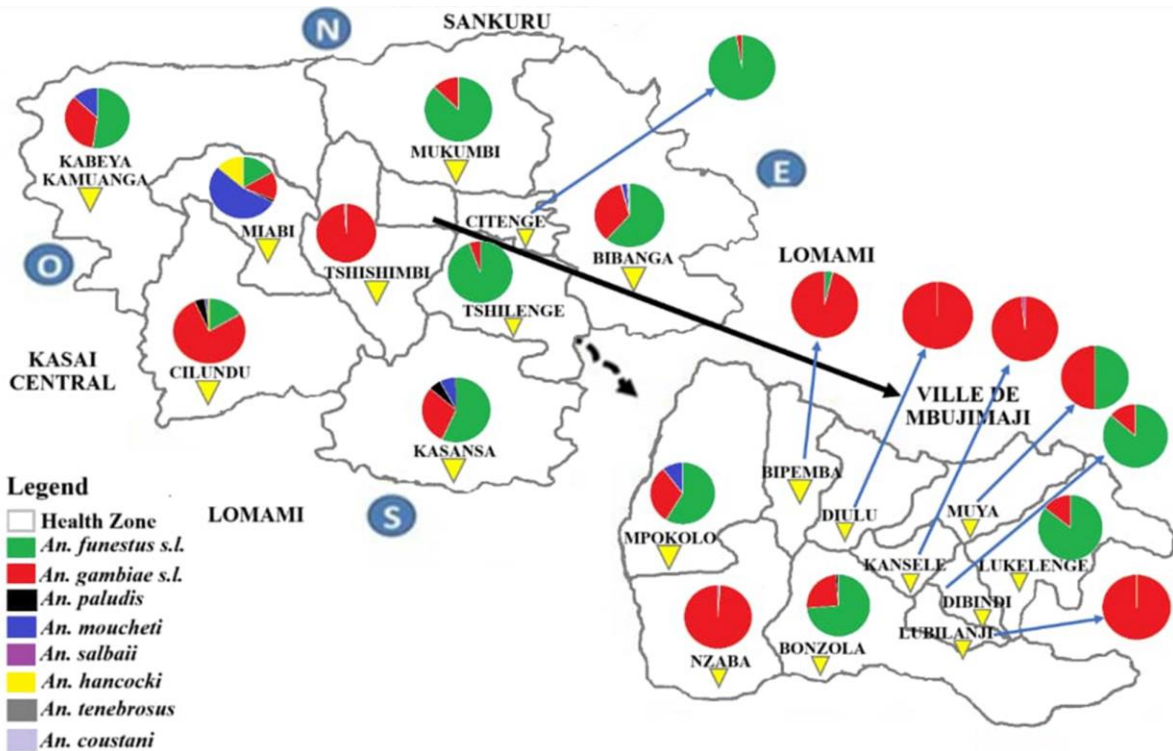 SANKURU
N
KABEYA
KAMUANGA
MUKUMBI
E
MIABI
CITENGE
TSHISHIMBI
BIBANGA
O
TSHILENGE
LOMAMI
KASAI
CENTRAL
CILUNDU
VILLE DE
MBUJIMAJI
KASANSA
S
LOMAMI
BIPEMBA
DIULU
MUYA
MPOKOLO
KANSELE
LUKELENGE
DIBINDI
LUBILANJI
NZABA
BONZOLA
Legend
Health Zone
An. funestus s.l.
An. gambiae s.l.
An. paludis
An. moucheti
An. salbaii
An. hancocki
An. tenebrosus
An. coustani